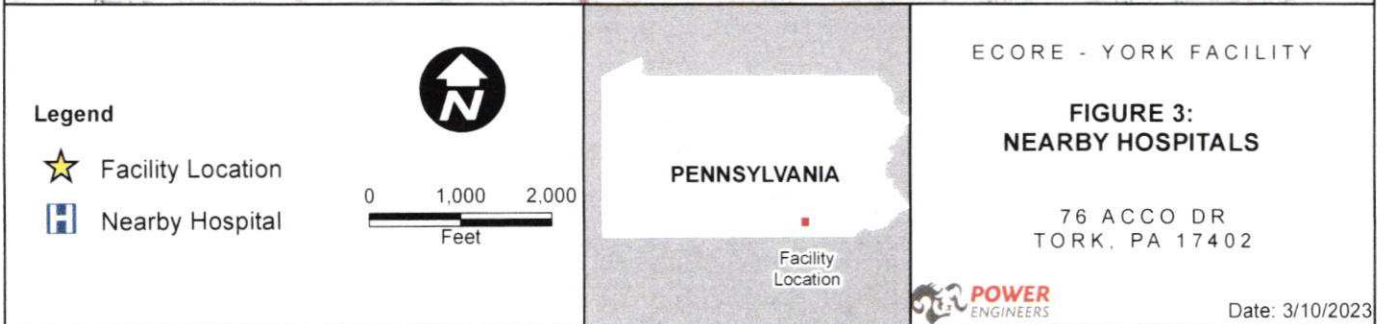 Legend
Facility Location
Nearby Hospital
N
0 1,000 2,000
Feet
PENNSYLVANIA
Facility
Location
ECORE - YORK FACILITY
FIGURE 3:
NEARBY HOSPITALS
76 ACCO DR
TORK, PA 17402
POWER
ENGINEERS
Date: 3/10/2023